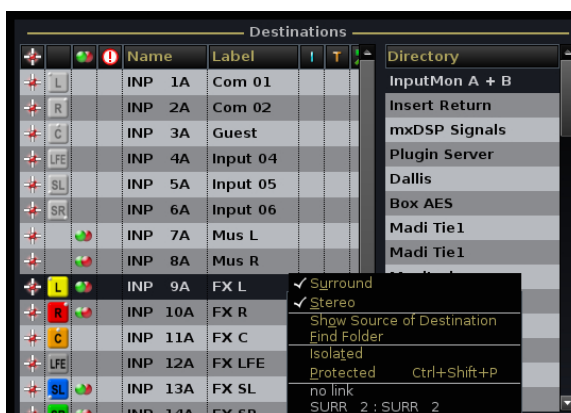 Destinations
Name Label I T Directory
L INP 1A Com 01 InputMon A + B
R INP 2A Com 02 Insert Return
C INP 3A Guest mxDSP Signals
LFE INP 4A Input 04 Plugin Server
SL INP 5A Input 05 Dallis
SR INP 6A Input 06 Box AES
INP 7A Mus L Madi Tie1
INP 8A Mus R Madi Tie1
L INP 9A FX L
R INP 10A FX R
C INP 11A FX C
LFE INP 12A FX LFE
SL INP 13A FX SL
INP 14A FX SR
Surround
Stereo
Show Source of Destination
Find Folder
Isolated
Protected Ctrl+Shift+P
no link
SURR 2 : SURR 2